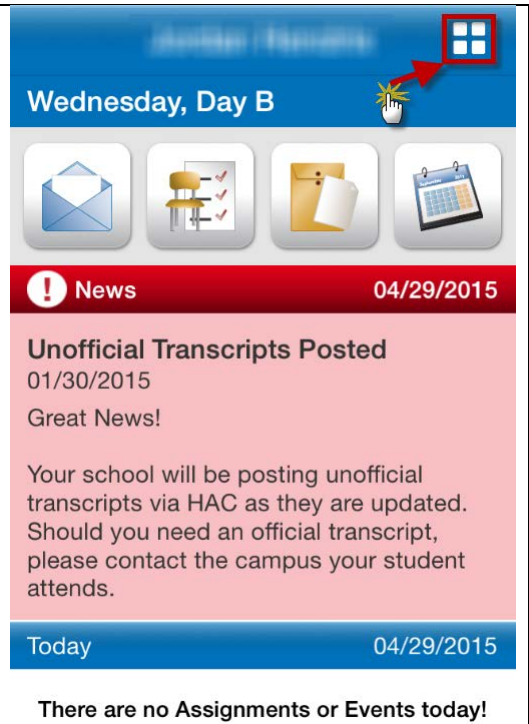 Wednesday, Day B
! News 04/29/2015
Unofficial Transcripts Posted
01/30/2015
Great News!
Your school will be posting unofficial
transcripts via HAC as they are updated.
Should you need an official transcript,
please contact the campus your student
attends.
Today 04/29/2015
There are no Assignments or Events today!